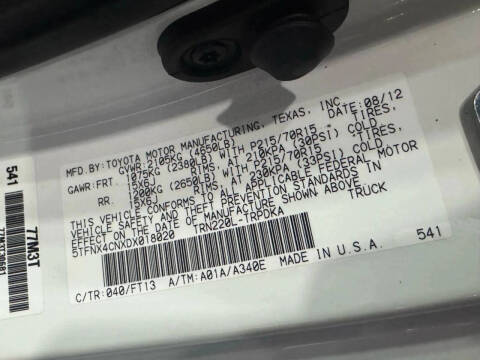 MFD.BY:TOYOTA MOTOR MANUFACTURING, TEXAS, INC. DATE: 08/12
GVWR: 2105KG (4650LB)
GAWR:FRT. 1075KG (2380LB) WITH P215/70R15 * TIRES,
15X6J RIMS, AT 210KPA (30PSI) COLD.
RR. 1200KG (2650LB) WITH P215/70R15 * TIRES,
15X6J RIMS, AT 230KPA (33PSI) COLD.
THIS VEHICLE CONFORMS TO ALL APPLICABLE FEDERAL MOTOR
VEHICLE SAFETY AND THEFT PREVENTION STANDARDS IN
EFFECT ON THE DATE OF MANUFACTURE SHOWN ABOVE.
5TFNX4CNXDX018020 TRN220L-TRPDKA TRUCK
C/TR:040/FT13 A/TM:A01A/A340E MADE IN U.S.A. 541
541
77M3T